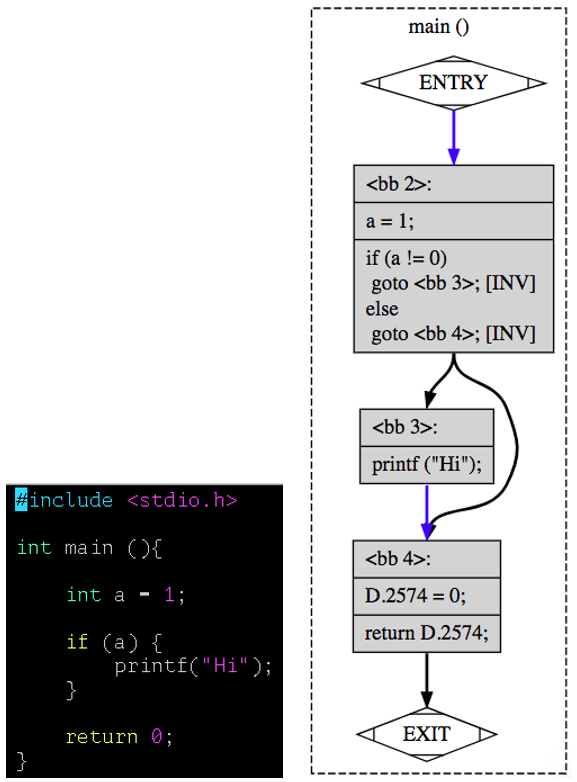 #include <stdio.h>
int main (){
int a = 1;
if (a) {
printf("Hi");
}
return 0;
}
main ()
ENTRY
<bb 2>:
a = 1;
if (a != 0)
goto <bb 3>; [INV]
else
goto <bb 4>; [INV]
<bb 3>:
printf ("Hi");
<bb 4>:
D.2574 = 0;
return D.2574;
EXIT